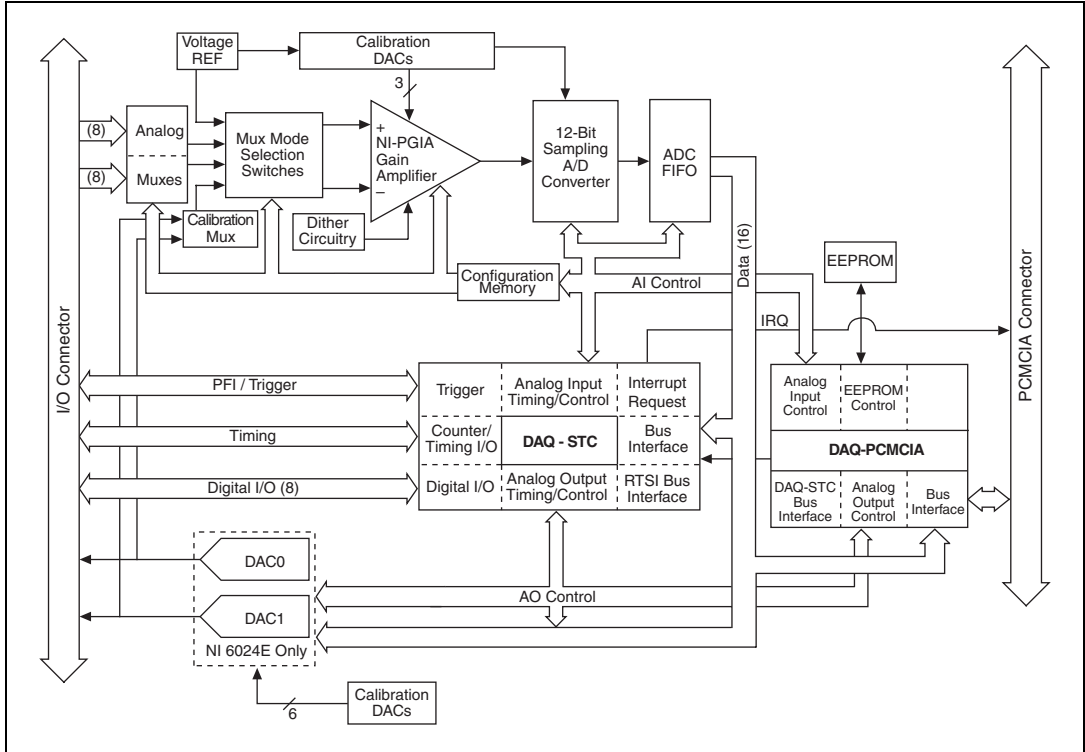 Voltage
REF
Calibration
DACs
3
(8)
(8)
Analog
Muxes
Mux Mode
Selection
Switches
+
NI-PGIA
Gain
Amplifier
–
12-Bit
Sampling
A/D
Converter
ADC
FIFO
Calibration
Mux
Dither
Circuitry
Configuration
Memory
AI Control
Data (16)
EEPROM
IRQ
I/O Connector
PCMCIA Connector
PFI / Trigger
Timing
Digital I/O (8)
Trigger
Analog Input
Timing/Control
Interrupt
Request
Counter/
Timing I/O
DAQ - STC
Bus
Interface
Digital I/O
Analog Output
Timing/Control
RTSI Bus
Interface
Analog
Input
Control
EEPROM
Control
DAQ-PCMCIA
DAQ-STC
Bus
Interface
Analog
Output
Control
Bus
Interface
DAC0
DAC1
NI 6024E Only
AO Control
6
Calibration
DACs